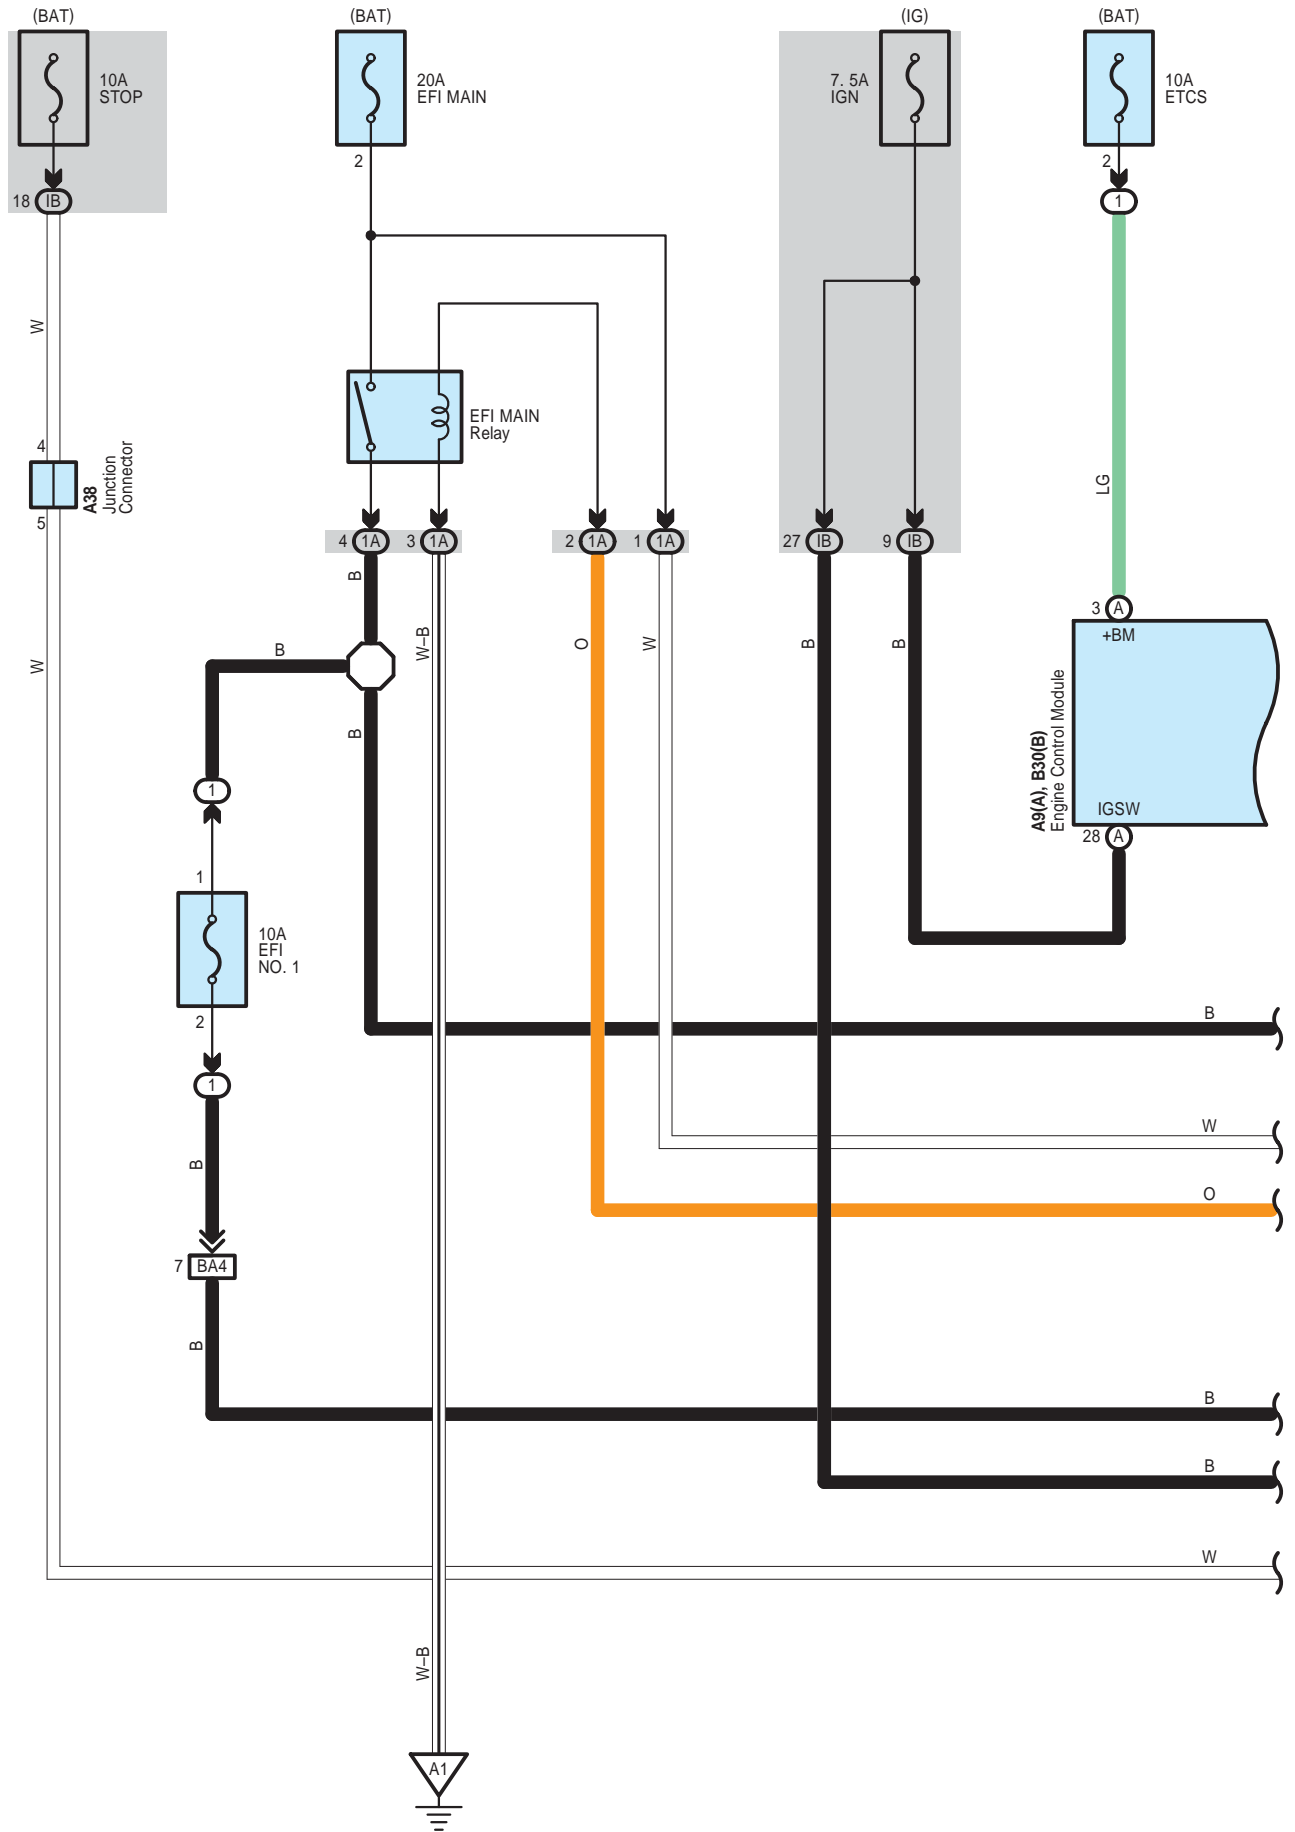 (BAT)
(BAT)
(IG)
(BAT)
10A
STOP
20A
EFI MAIN
7. 5A
IGN
10A
ETCS
2
2
18
IB
1
W
EFI MAIN
Relay
4
A38
Junction
Connector
5
LG
4
1A
3
1A
2
1A
1
1A
27
IB
9
IB
B
3
A
+BM
B
W–B
O
W
B
B
W
B
A9(A), B30(B)
Engine Control Module
1
IGSW
28
A
1
10A
EFI
NO. 1
2
B
1
W
B
O
7
BA4
B
B
B
W
W–B
A1